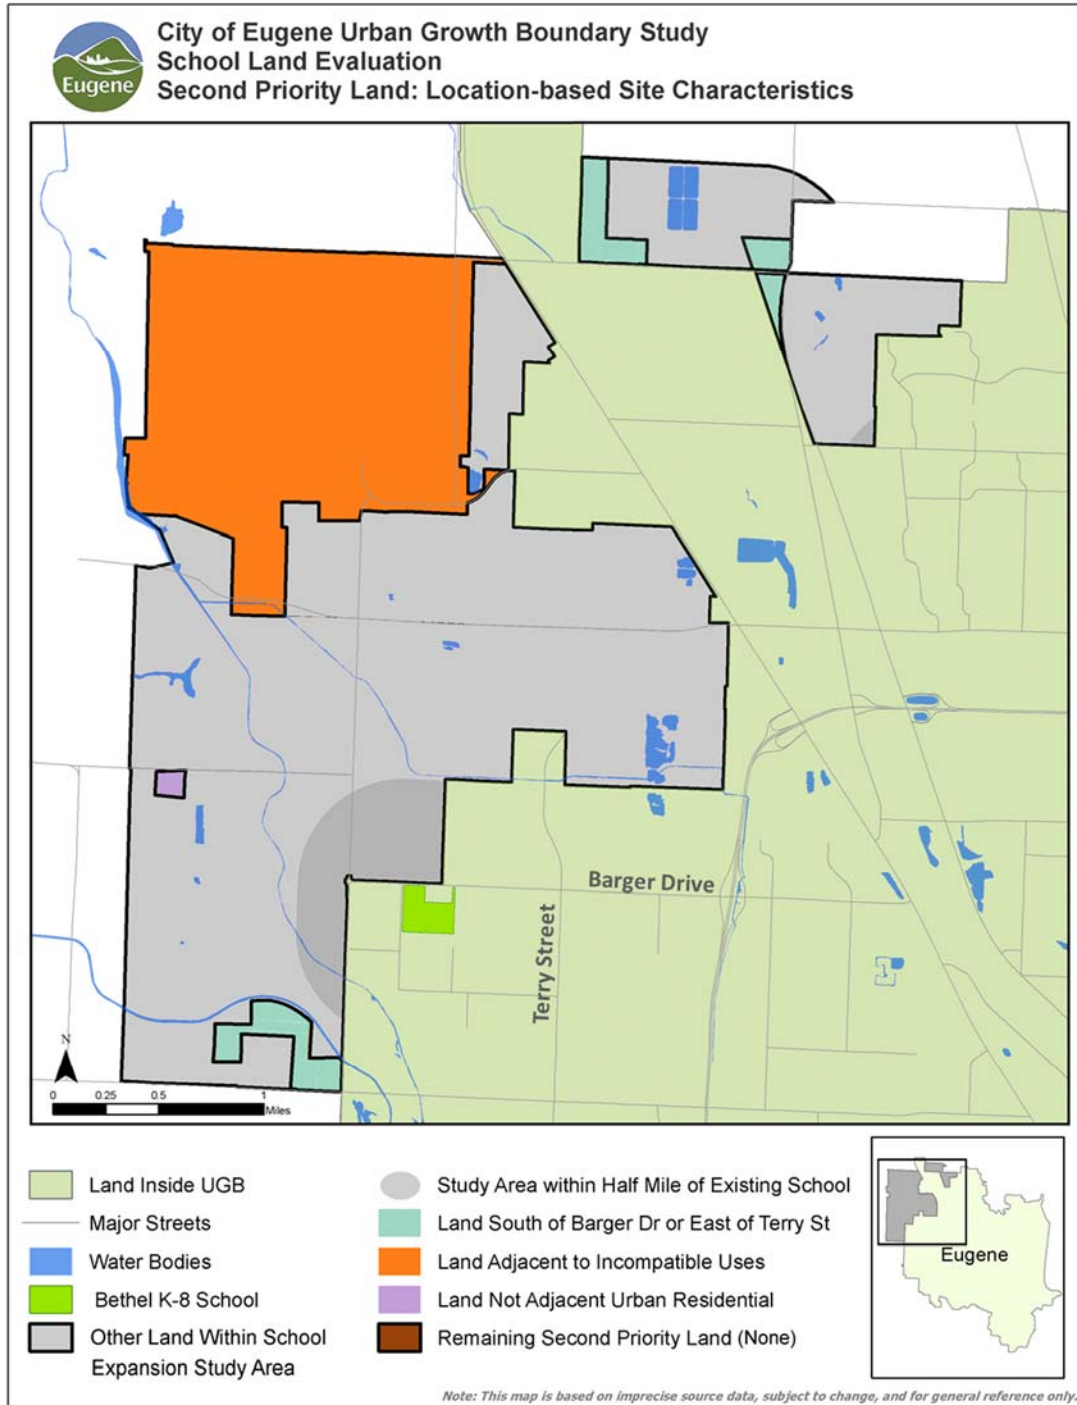 City of Eugene Urban Growth Boundary Study
School Land Evaluation
Second Priority Land: Location-based Site Characteristics
Eugene
Barger Drive
Terry Street
N
0 0.25 0.5 1
Miles
Land Inside UGB
Major Streets
Water Bodies
Bethel K-8 School
Other Land Within School
Expansion Study Area
Study Area within Half Mile of Existing School
Land South of Barger Dr or East of Terry St
Land Adjacent to Incompatible Uses
Land Not Adjacent Urban Residential
Remaining Second Priority Land (None)
Eugene
Note: This map is based on imprecise source data, subject to change, and for general reference only.